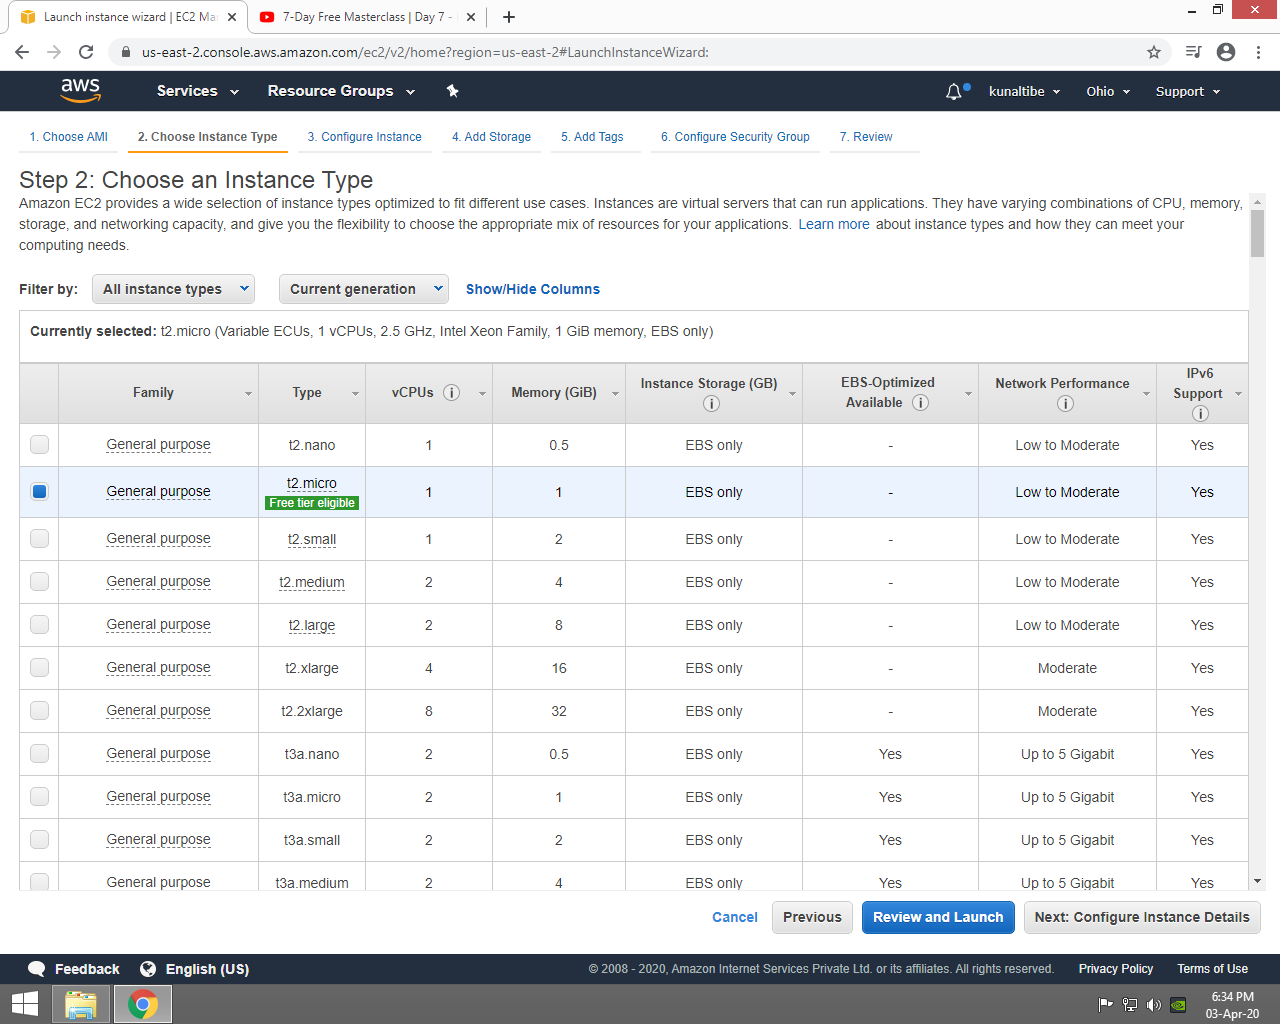 Launch instance wizard | EC2 Ma
7-Day Free Masterclass | Day 7 -
us-east-2.console.aws.amazon.com/ec2/v2/home?region=us-east-2#LaunchInstanceWizard:
aws Services Resource Groups kunaltibe Ohio Support
1. Choose AMI 2. Choose Instance Type 3. Configure Instance 4. Add Storage 5. Add Tags 6. Configure Security Group 7. Review
Step 2: Choose an Instance Type
Amazon EC2 provides a wide selection of instance types optimized to fit different use cases. Instances are virtual servers that can run applications. They have varying combinations of CPU, memory,
storage, and networking capacity, and give you the flexibility to choose the appropriate mix of resources for your applications. Learn more about instance types and how they can meet your
computing needs.
Filter by: All instance types Current generation Show/Hide Columns
Currently selected: t2.micro (Variable ECUs, 1 vCPUs, 2.5 GHz, Intel Xeon Family, 1 GiB memory, EBS only)
Family Type vCPUs i Memory (GiB) Instance Storage (GB) i EBS-Optimized Available i Network Performance i IPv6 Support i
General purpose t2.nano 1 0.5 EBS only - Low to Moderate Yes
General purpose t2.micro Free tier eligible 1 1 EBS only - Low to Moderate Yes
General purpose t2.small 1 2 EBS only - Low to Moderate Yes
General purpose t2.medium 2 4 EBS only - Low to Moderate Yes
General purpose t2.large 2 8 EBS only - Low to Moderate Yes
General purpose t2.xlarge 4 16 EBS only - Moderate Yes
General purpose t2.2xlarge 8 32 EBS only - Moderate Yes
General purpose t3a.nano 2 0.5 EBS only Yes Up to 5 Gigabit Yes
General purpose t3a.micro 2 1 EBS only Yes Up to 5 Gigabit Yes
General purpose t3a.small 2 2 EBS only Yes Up to 5 Gigabit Yes
General purpose t3a.medium 2 4 EBS only Yes Up to 5 Gigabit Yes
Cancel Previous Review and Launch Next: Configure Instance Details
Feedback English (US) © 2008 - 2020, Amazon Internet Services Private Ltd. or its affiliates. All rights reserved. Privacy Policy Terms of Use
6:34 PM
03-Apr-20